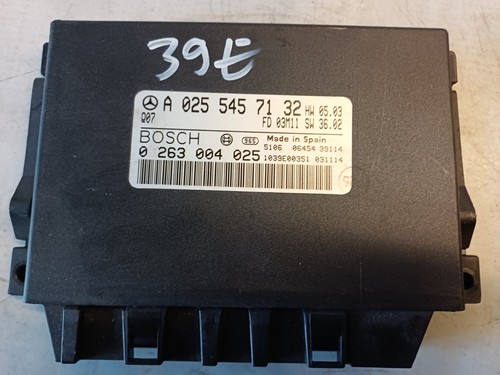 39E
A 025 545 71 32 HW 05.03
Q07 FD 03M11 SW 36.02
BOSCH 965 Made in Spain
5106 06454 39114
0 263 004 025 1039E00351 031114